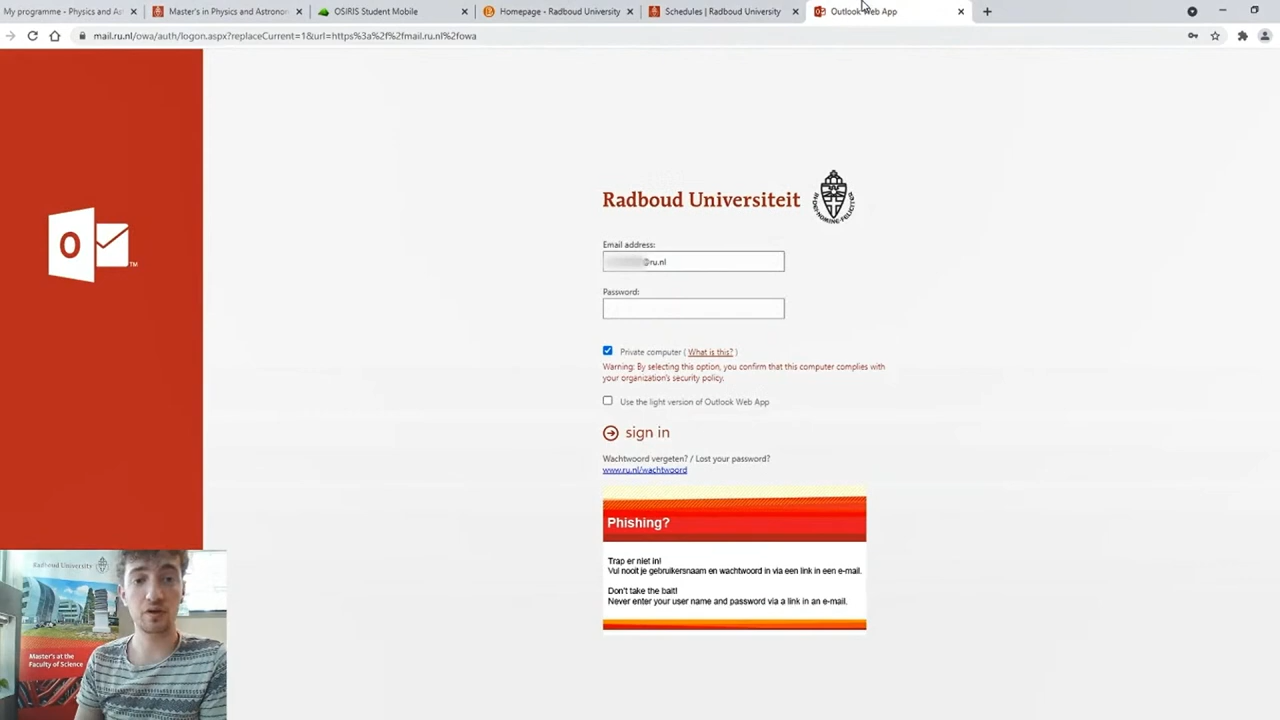 My programme - Physics and Ast
Master's in Physics and Astronon
OSIRIS Student Mobile
Homepage - Radboud University
Schedules | Radboud University
Outlook Web App
mail.ru.nl/owa/auth/logon.aspx?replaceCurrent=1&url=https%3a%2f%2fmail.ru.nl%2fowa
Radboud Universiteit
Email address:
@ru.nl
Password:
Private computer ( What is this? )
Warning: By selecting this option, you confirm that this computer complies with
your organization's security policy.
Use the light version of Outlook Web App
sign in
Wachtwoord vergeten? / Lost your password?
www.ru.nl/wachtwoord
Phishing?
Trap er niet in!
Vul nooit je gebruikersnaam en wachtwoord in via een link in een e-mail.
Don't take the bait!
Never enter your user name and password via a link in an e-mail.
Radboud University
Master's at the
Faculty of Science